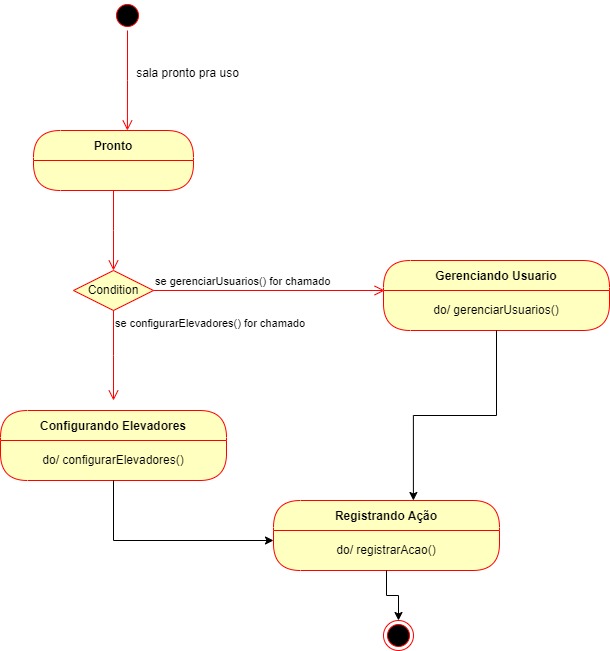 sala pronto pra uso
Pronto
Condition
se gerenciarUsuarios() for chamado
Gerenciando Usuario
do/ gerenciarUsuarios()
se configurarElevadores() for chamado
Configurando Elevadores
do/ configurarElevadores()
Registrando Ação
do/ registrarAcao()